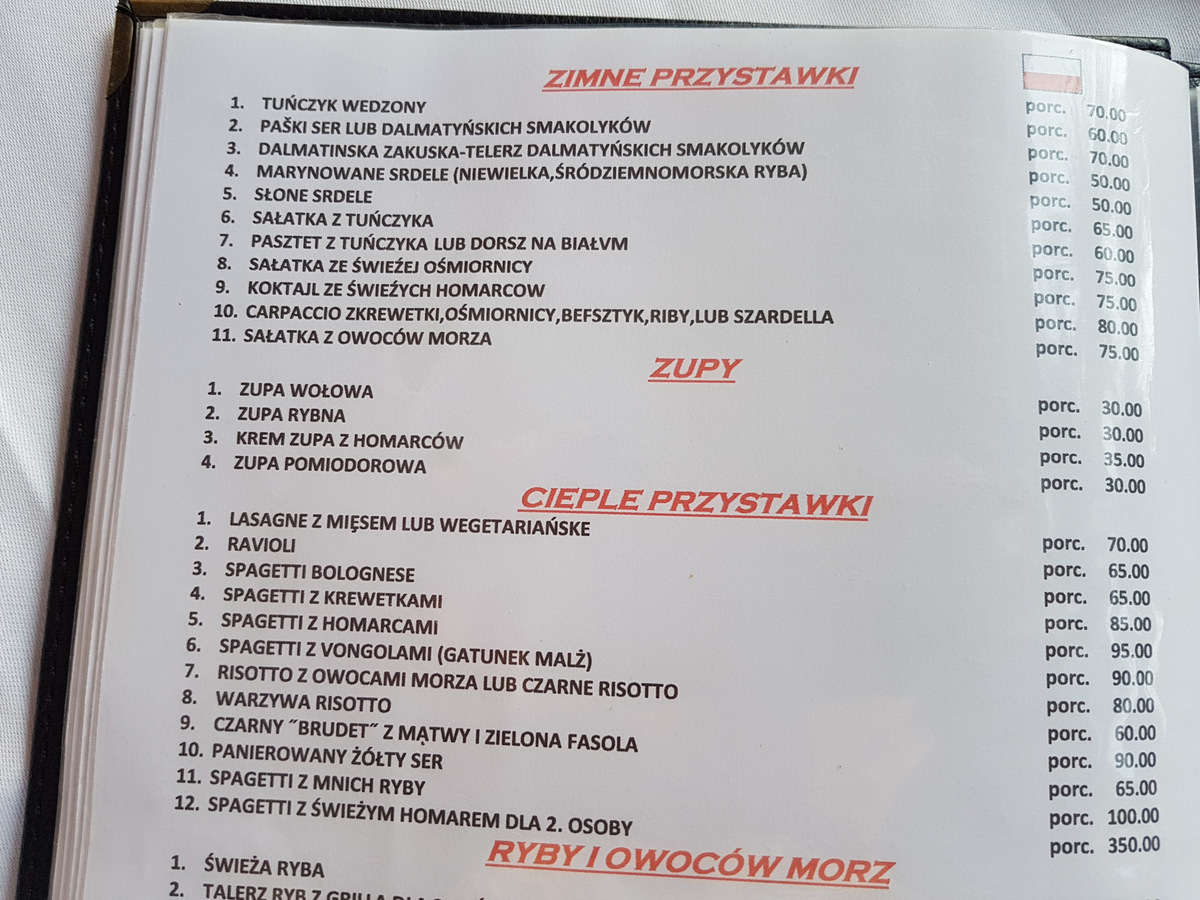 ZIMNE PRZYSTAWKI
1. TUŃCZYK WEDZONY porc. 70.00
2. PAŠKI SER LUB DALMATYŃSKICH SMAKOLYKÓW porc. 60.00
3. DALMATINSKA ZAKUSKA-TELERZ DALMATYŃSKICH SMAKOLYKÓW porc. 70.00
4. MARYNOWANE SRDELE (NIEWIELKA,ŚRÓDZIEMNOMORSKA RYBA) porc. 50.00
5. SŁONE SRDELE porc. 50.00
6. SAŁATKA Z TUŃCZYKA porc. 65.00
7. PASZTET Z TUŃCZYKA LUB DORSZ NA BIAŁVM porc. 60.00
8. SAŁATKA ZE ŚWIEŹEJ OŚMIORNICY porc. 75.00
9. KOKTAJL ZE ŚWIEŹYCH HOMARCOW porc. 75.00
10. CARPACCIO ZKREWETKI,OŚMIORNICY,BEFSZTYK,RIBY,LUB SZARDELLA porc. 80.00
11. SAŁATKA Z OWOCÓW MORZA porc. 75.00
ZUPY
1. ZUPA WOŁOWA porc. 30.00
2. ZUPA RYBNA porc. 30.00
3. KREM ZUPA Z HOMARCÓW porc. 35.00
4. ZUPA POMIODOROWA porc. 30.00
CIEPLE PRZYSTAWKI
1. LASAGNE Z MIĘSEM LUB WEGETARIAŃSKE porc. 70.00
2. RAVIOLI porc. 65.00
3. SPAGETTI BOLOGNESE porc. 65.00
4. SPAGETTI Z KREWETKAMI porc. 85.00
5. SPAGETTI Z HOMARCAMI porc. 95.00
6. SPAGETTI Z VONGOLAMI (GATUNEK MALŻ) porc. 90.00
7. RISOTTO Z OWOCAMI MORZA LUB CZARNE RISOTTO porc. 80.00
8. WARZYWA RISOTTO porc. 60.00
9. CZARNY ˝BRUDET˝ Z MĄTWY I ZIELONA FASOLA porc. 90.00
10. PANIEROWANY ŻÓŁTY SER porc. 65.00
11. SPAGETTI Z MNICH RYBY porc. 100.00
12. SPAGETTI Z ŚWIEŻYM HOMAREM DLA 2. OSOBY porc. 350.00
RYBY I OWOCÓW MORZ
1. ŚWIEŻA RYBA
2. TALERZ RYB Z GRILLA DLA